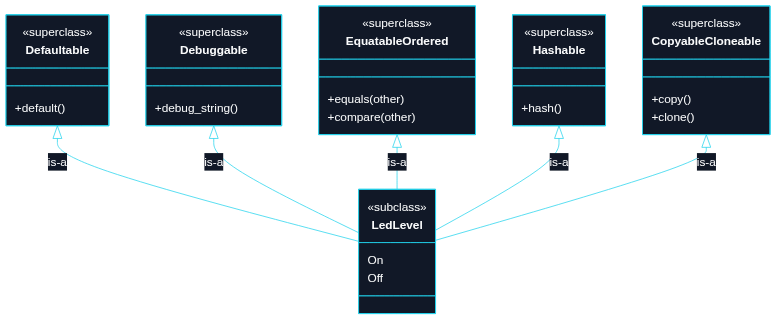 «superclass»
Defaultable
+default()
«superclass»
Debuggable
+debug_string()
«superclass»
EquatableOrdered
+equals(other)
+compare(other)
«superclass»
Hashable
+hash()
«superclass»
CopyableCloneable
+copy()
+clone()
is-a
is-a
is-a
is-a
is-a
«subclass»
LedLevel
On
Off